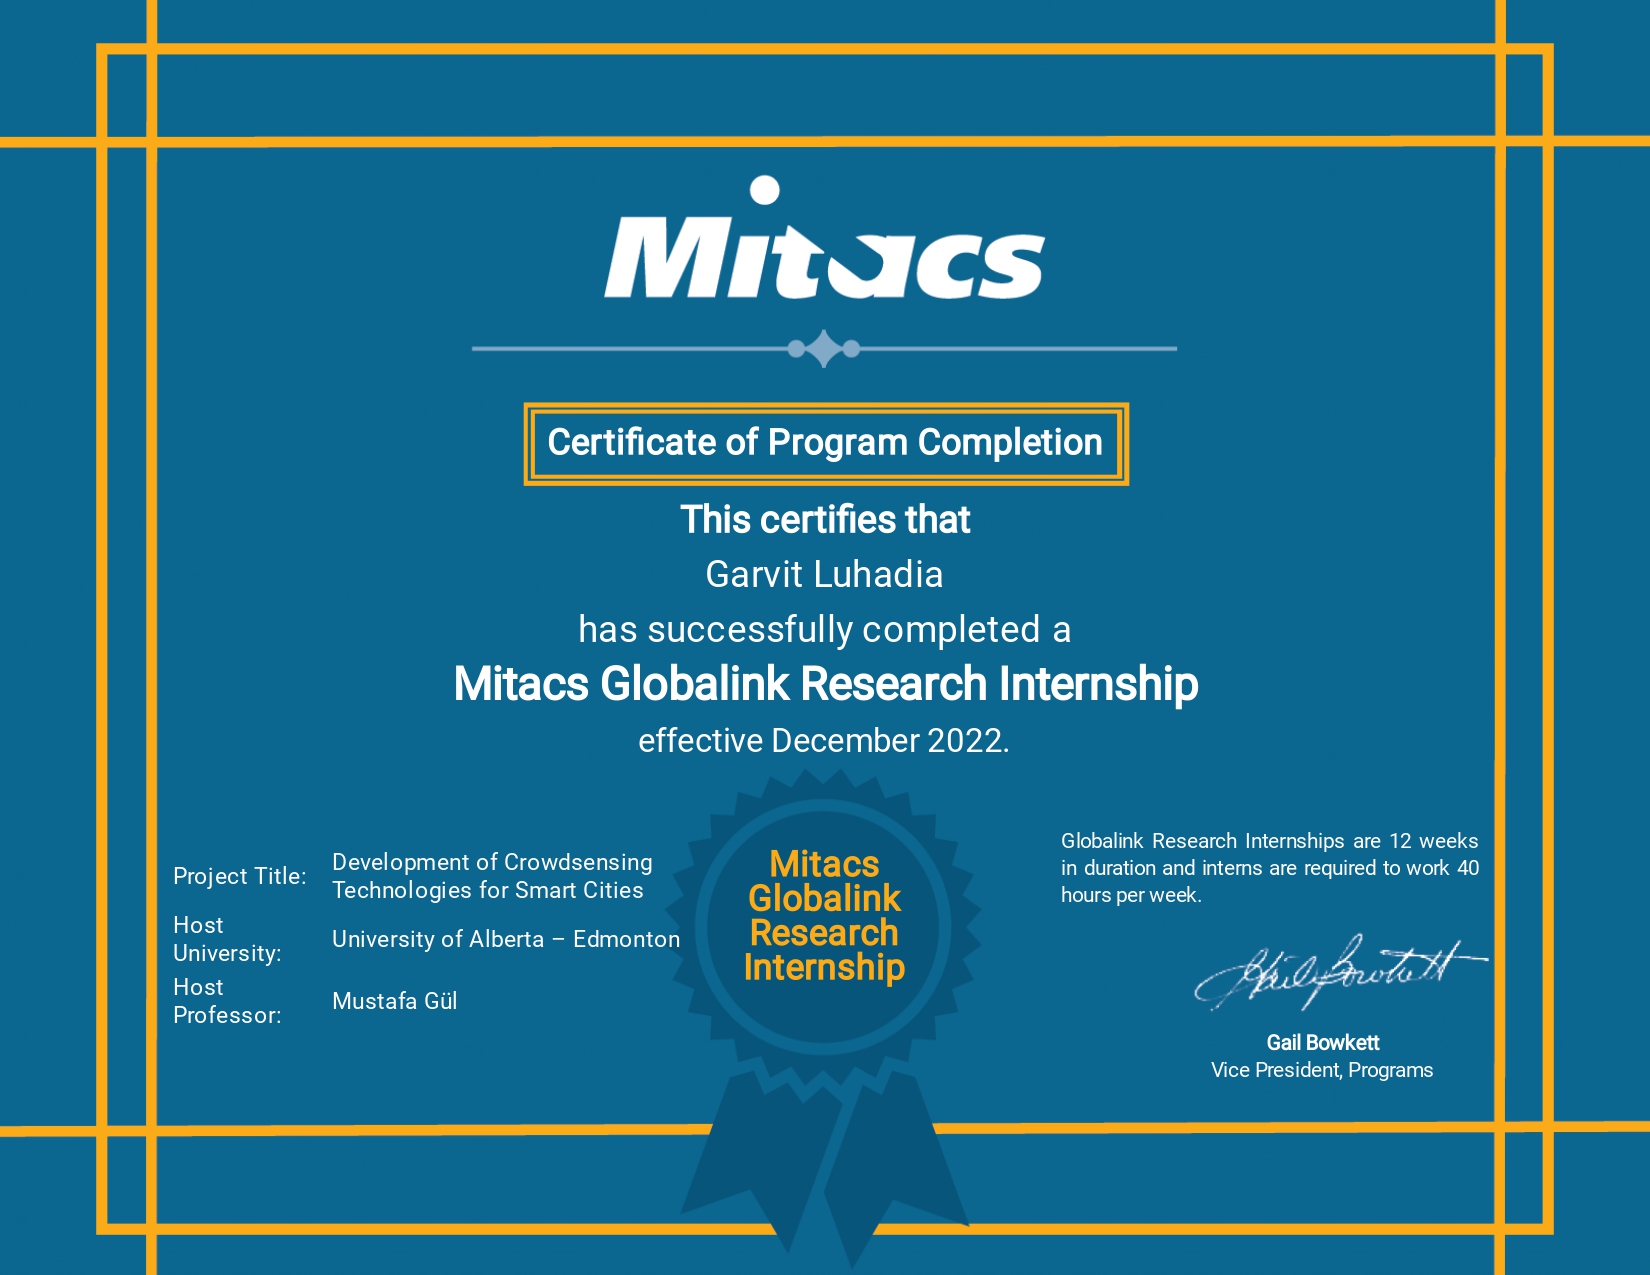 Mitacs
Certificate of Program Completion
This certifies that
Garvit Luhadia
has successfully completed a
Mitacs Globalink Research Internship
effective December 2022.
Project Title:
Development of Crowdsensing
Technologies for Smart Cities
Host
University:
University of Alberta – Edmonton
Host
Professor:
Mustafa Gül
Mitacs
Globalink
Research
Internship
Globalink Research Internships are 12 weeks
in duration and interns are required to work 40
hours per week.
Gail Bowkett
Gail Bowkett
Vice President, Programs